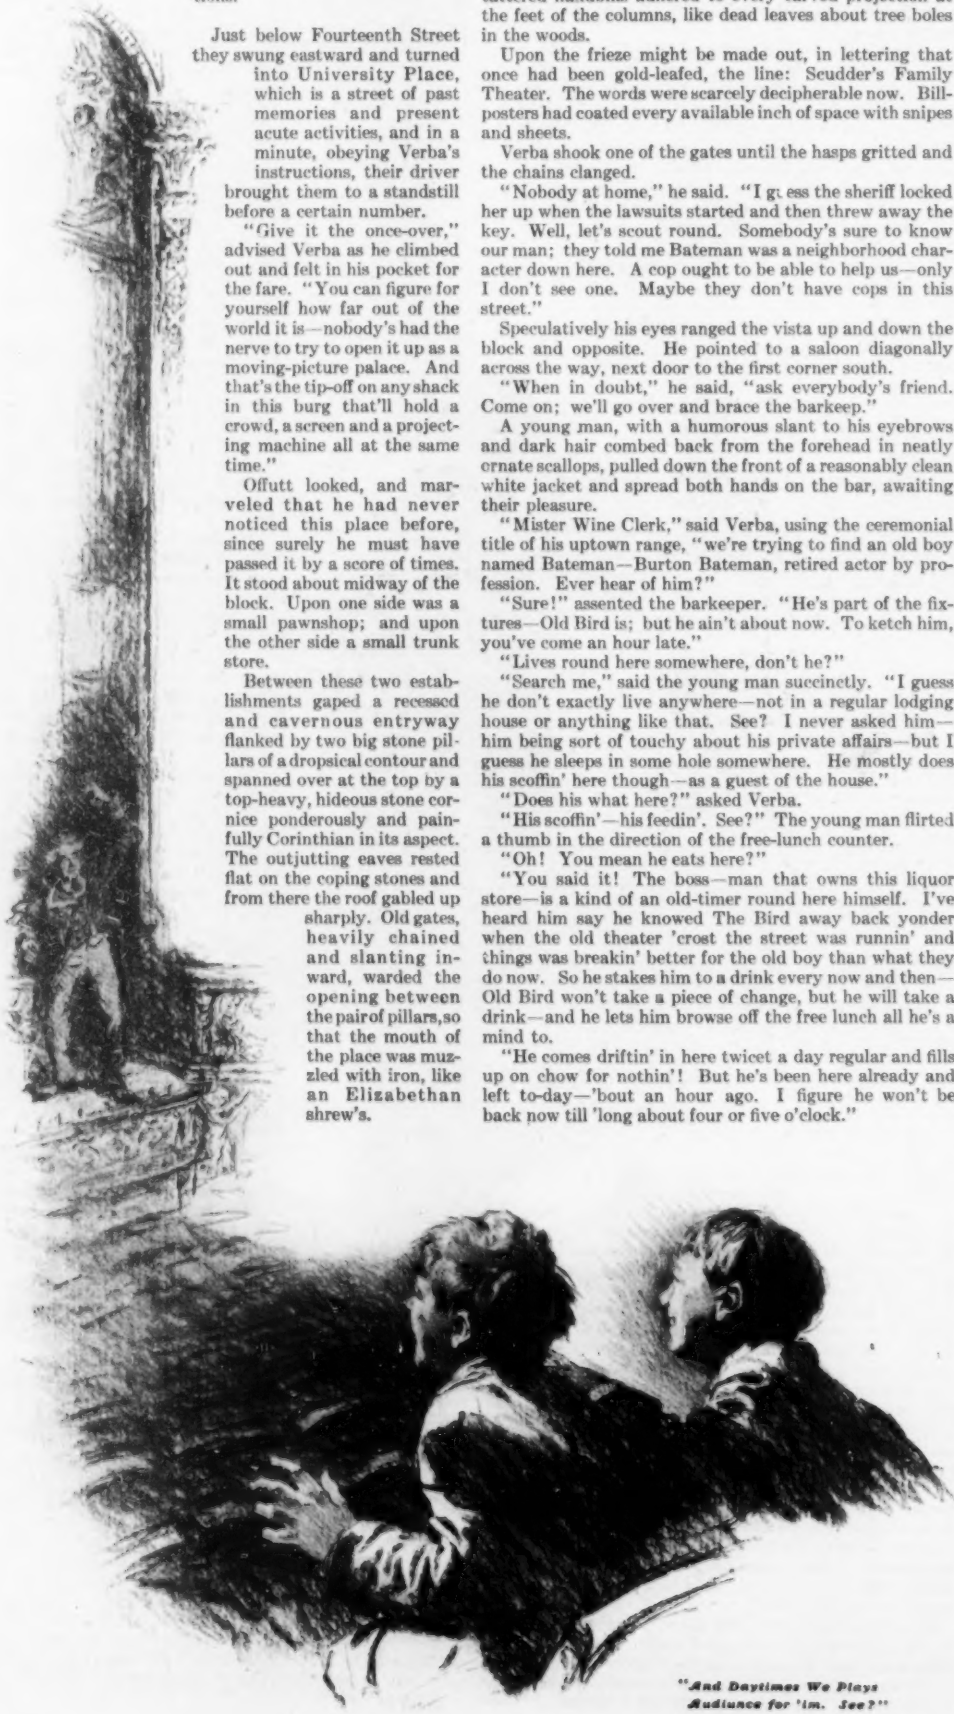 Just below Fourteenth Street
they swung eastward and turned
into University Place,
which is a street of past
memories and present
acute activities, and in a
minute, obeying Verba's
instructions, their driver
brought them to a standstill
before a certain number.
"Give it the once-over,"
advised Verba as he climbed
out and felt in his pocket for
the fare. "You can figure for
yourself how far out of the
world it is—nobody's had the
nerve to try to open it up as a
moving-picture palace. And
that's the tip-off on any shack
in this burg that'll hold a
crowd, a screen and a project-
ing machine all at the same
time."
Offutt looked, and mar-
veled that he had never
noticed this place before,
since surely he must have
passed it by a score of times.
It stood about midway of the
block. Upon one side was a
small pawnshop; and upon
the other side a small trunk
store.
Between these two estab-
lishments gaped a recessed
and cavernous entryway
flanked by two big stone pil-
lars of a dropsical contour and
spanned over at the top by a
top-heavy, hideous stone cor-
nice ponderously and pain-
fully Corinthian in its aspect.
The outjutting eaves rested
flat on the coping stones and
from there the roof gabled up
sharply. Old gates,
heavily chained
and slanting in-
ward, warded the
opening between
the pair of pillars, so
that the mouth of
the place was muz-
zled with iron, like
an Elizabethan
shrew's.
the feet of the columns, like dead leaves about tree boles
in the woods.
Upon the frieze might be made out, in lettering that
once had been gold-leafed, the line: Scudder's Family
Theater. The words were scarcely decipherable now. Bill-
posters had coated every available inch of space with snipes
and sheets.
Verba shook one of the gates until the hasps gritted and
the chains clanged.
"Nobody at home," he said. "I guess the sheriff locked
her up when the lawsuits started and then threw away the
key. Well, let's scout round. Somebody's sure to know
our man; they told me Bateman was a neighborhood char-
acter down here. A cop ought to be able to help us—only
I don't see one. Maybe they don't have cops in this
street."
Speculatively his eyes ranged the vista up and down the
block and opposite. He pointed to a saloon diagonally
across the way, next door to the first corner south.
"When in doubt," he said, "ask everybody's friend.
Come on; we'll go over and brace the barkeep."
A young man, with a humorous slant to his eyebrows
and dark hair combed back from the forehead in neatly
ornate scallops, pulled down the front of a reasonably clean
white jacket and spread both hands on the bar, awaiting
their pleasure.
"Mister Wine Clerk," said Verba, using the ceremonial
title of his uptown range, "we're trying to find an old boy
named Bateman—Burton Bateman, retired actor by pro-
fession. Ever hear of him?"
"Sure!" assented the barkeeper. "He's part of the fix-
tures—Old Bird is; but he ain't about now. To ketch him,
you've come an hour late."
"Lives round here somewhere, don't he?"
"Search me," said the young man succinctly. "I guess
he don't exactly live anywhere—not in a regular lodging
house or anything like that. See? I never asked him—
him being sort of touchy about his private affairs—but I
guess he sleeps in some hole somewhere. He mostly does
his scoffin' here though—as a guest of the house."
"Does his what here?" asked Verba.
"His scoffin'—his feedin'. See?" The young man flirted
a thumb in the direction of the free-lunch counter.
"Oh! You mean he eats here?"
"You said it! The boss—man that owns this liquor
store—is a kind of an old-timer round here himself. I've
heard him say he knowed The Bird away back yonder
when the old theater 'crost the street was runnin' and
things was breakin' better for the old boy than what they
do now. So he stakes him to a drink every now and then—
Old Bird won't take a piece of change, but he will take a
drink—and he lets him browse off the free lunch all he's a
mind to.
"He comes driftin' in here twicet a day regular and fills
up on chow for nothin'! But he's been here already and
left to-day—'bout an hour ago. I figure he won't be
back now till 'long about four or five o'clock."
"And Daytimes We Plays
Audiunce for 'im. See?"